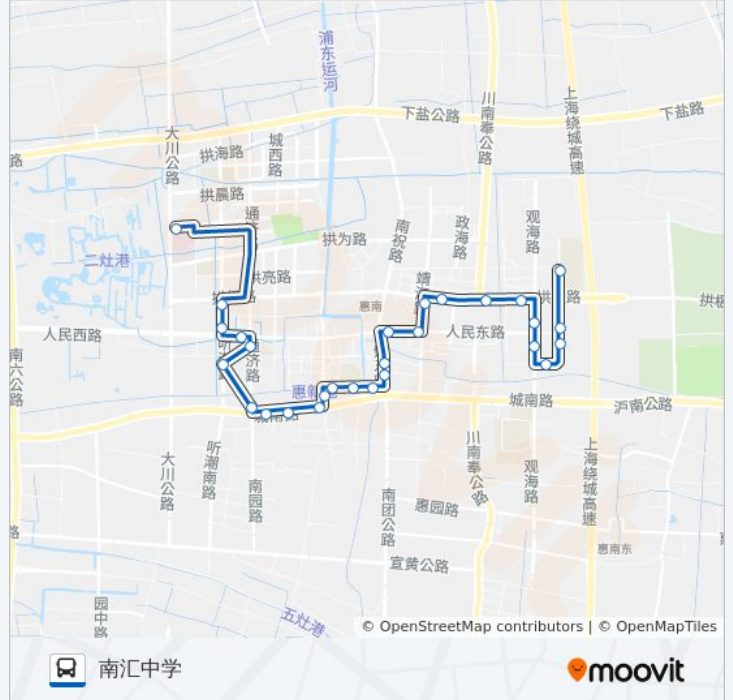 浦东运河
下盐公路
下盐路
川南奉公路
上海绕城高速
大川公路
拱海路
城西路
路
拱晨路
观海路
政海路
南祝路
拱为路
二灶港
拱亮路
惠南
路
拱极
人民西路
人民东路
南六公路
城南路
沪南公路
川南奉公路
上海绕城高速
大川公路
听潮南路
南园路
观海路
南团公路
惠园路
路
惠南东
宣黄公路
园中路
五灶港
© OpenStreetMap contributors | © OpenMapTiles
南汇中学
moovit